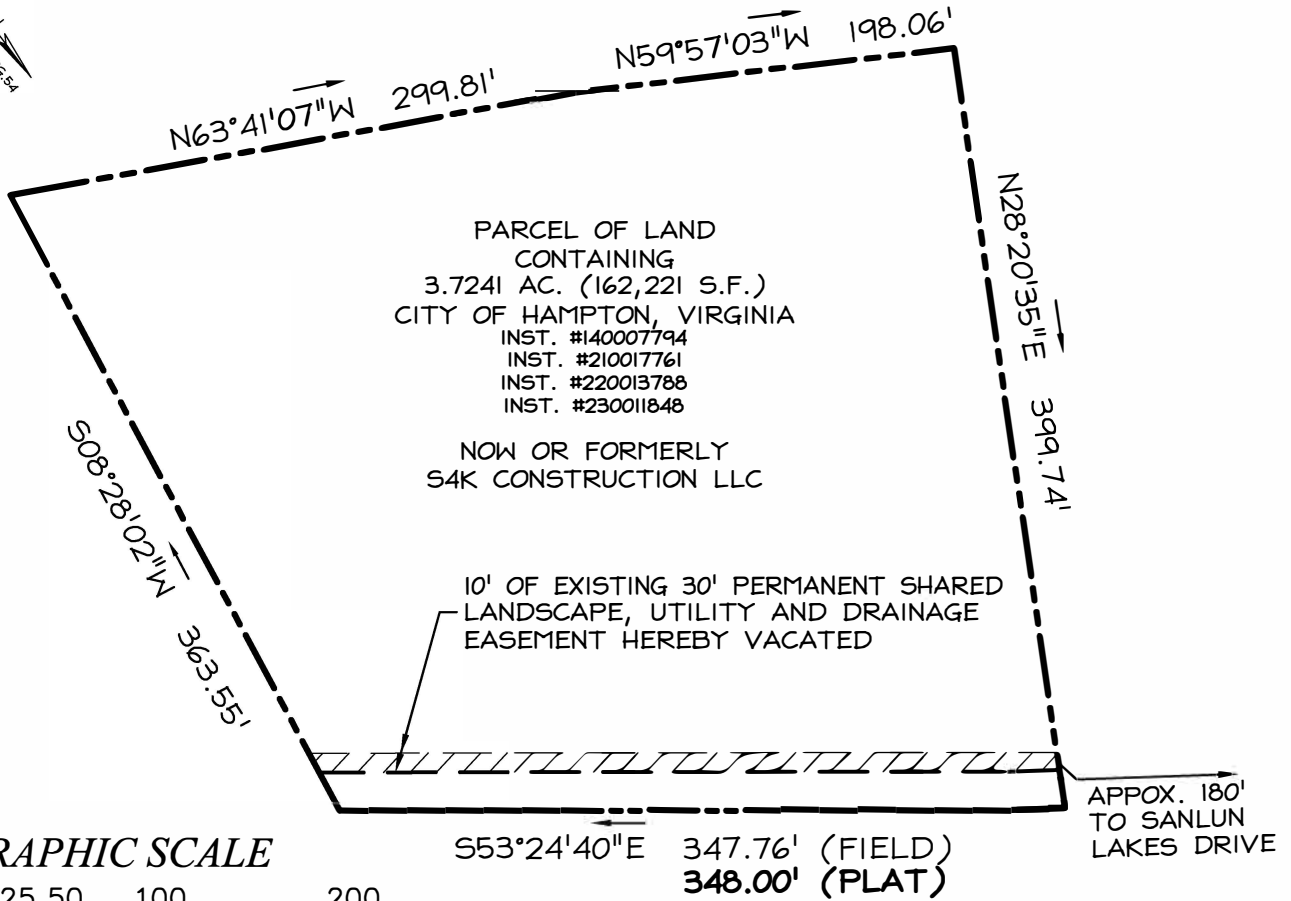 N59°57'03"W 198.06'
N63°41'07"W 299.81'
N28°20'35"E 399.74'
PARCEL OF LAND
CONTAINING
3.7241 AC. (162,221 S.F.)
CITY OF HAMPTON, VIRGINIA
INST. #140007794
INST. #210017761
INST. #220013788
INST. #230011848
NOW OR FORMERLY
S4K CONSTRUCTION LLC
S08°28'02"W 363.55'
10' OF EXISTING 30' PERMANENT SHARED
LANDSCAPE, UTILITY AND DRAINAGE
EASEMENT HEREBY VACATED
APPOX. 180'
TO SANLUN
LAKES DRIVE
S53°24'40"E 347.76' (FIELD)
348.00' (PLAT)
RAPHIC SCALE
25 50 100 200